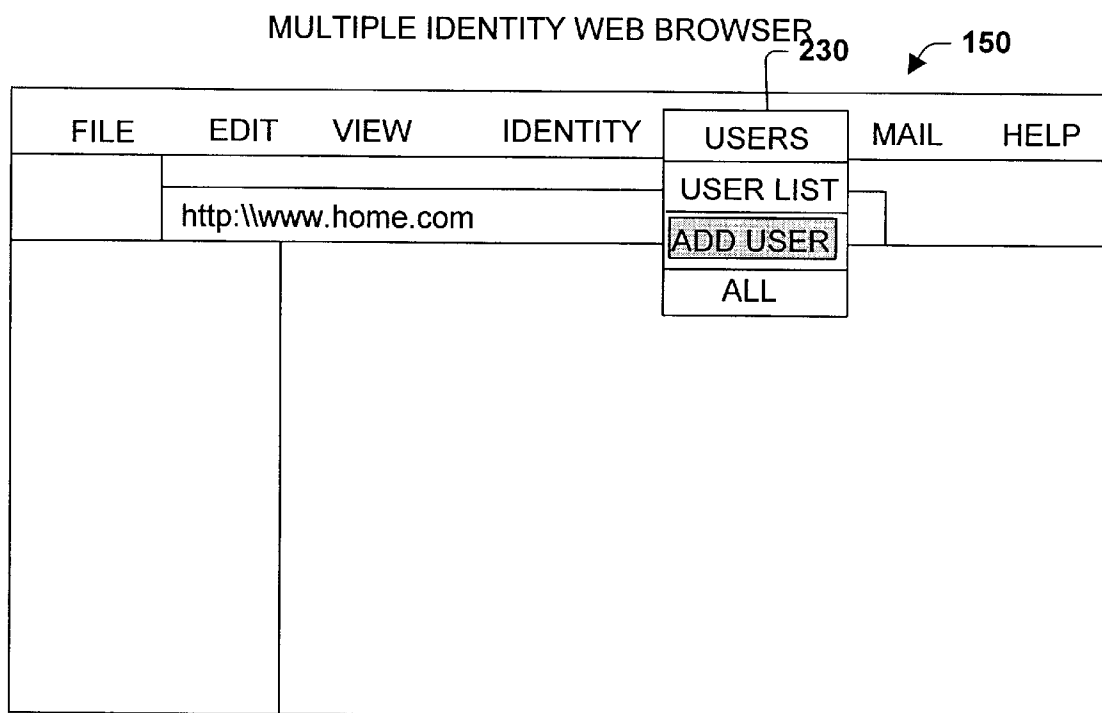 MULTIPLE IDENTITY WEB BROWSER
230
150
FILE EDIT VIEW IDENTITY USERS MAIL HELP
USER LIST
http:\\www.home.com
ADD USER
ALL